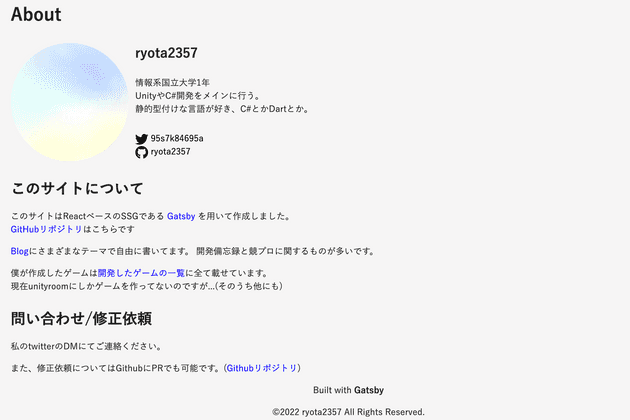 About
ryota2357
情報系国立大学1年
UnityやC#開発をメインに行う。
静的型付けな言語が好き、C#とかDartとか。
95s7k84695a
ryota2357
このサイトについて
このサイトはReactベースのSSGである Gatsby を用いて作成しました。
GitHubリポジトリはこちらです
Blogにさまざまなテーマで自由に書いてます。 開発備忘録と競プロに関するものが多いです。
僕が作成したゲームは開発したゲームの一覧に全て載せています。
現在unityroomにしかゲームを作ってないのですが...(そのうち他にも)
問い合わせ/修正依頼
私のtwitterのDMにてご連絡ください。
また、修正依頼についてはGithubにPRでも可能です。(Githubリポジトリ)
Built with Gatsby
©2022 ryota2357 All Rights Reserved.